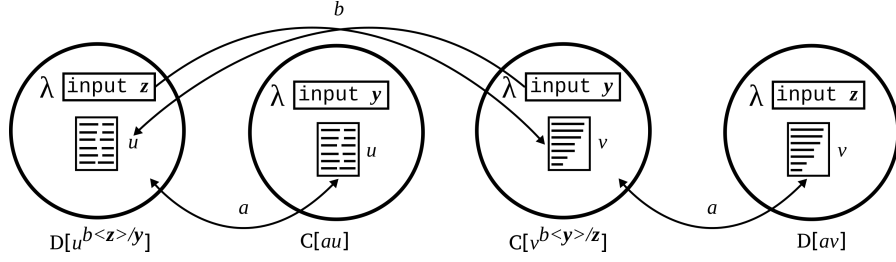 b
λ input z
λ input y
λ input y
λ input z
u
u
v
v
a
a
D[u^b<z>/y]
C[au]
C[v^b<y>/z]
D[av]